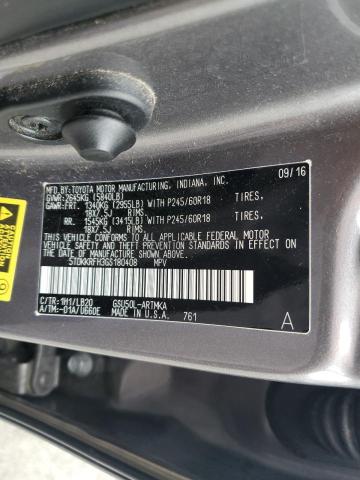 09/16
MFD.BY:TOYOTA MOTOR MANUFACTURING, INDIANA, INC.
GVWR:2645KG (5840LB)
GAWR:FRT. 1340KG (2955LB)WITH P245/60R18 TIRES,
18X7.5J RIMS,
RR. 1545KG (3415LB)WITH P245/60R18 TIRES,
18X7.5J RIMS,
THIS VEHICLE CONFORMS TO ALL APPLICABLE FEDERAL MOTOR
VEHICLE SAFETY AND BUMPER STANDARDS IN EFFECT ON
THE DATE OF MANUFACTURE SHOWN ABOVE.
5TDKKRFH3GS180408 MPV
C/TR:1H1/LB20 GSU50L-ARTMKA
A/TM:-01A/U660E MADE IN U.S.A. 761
A